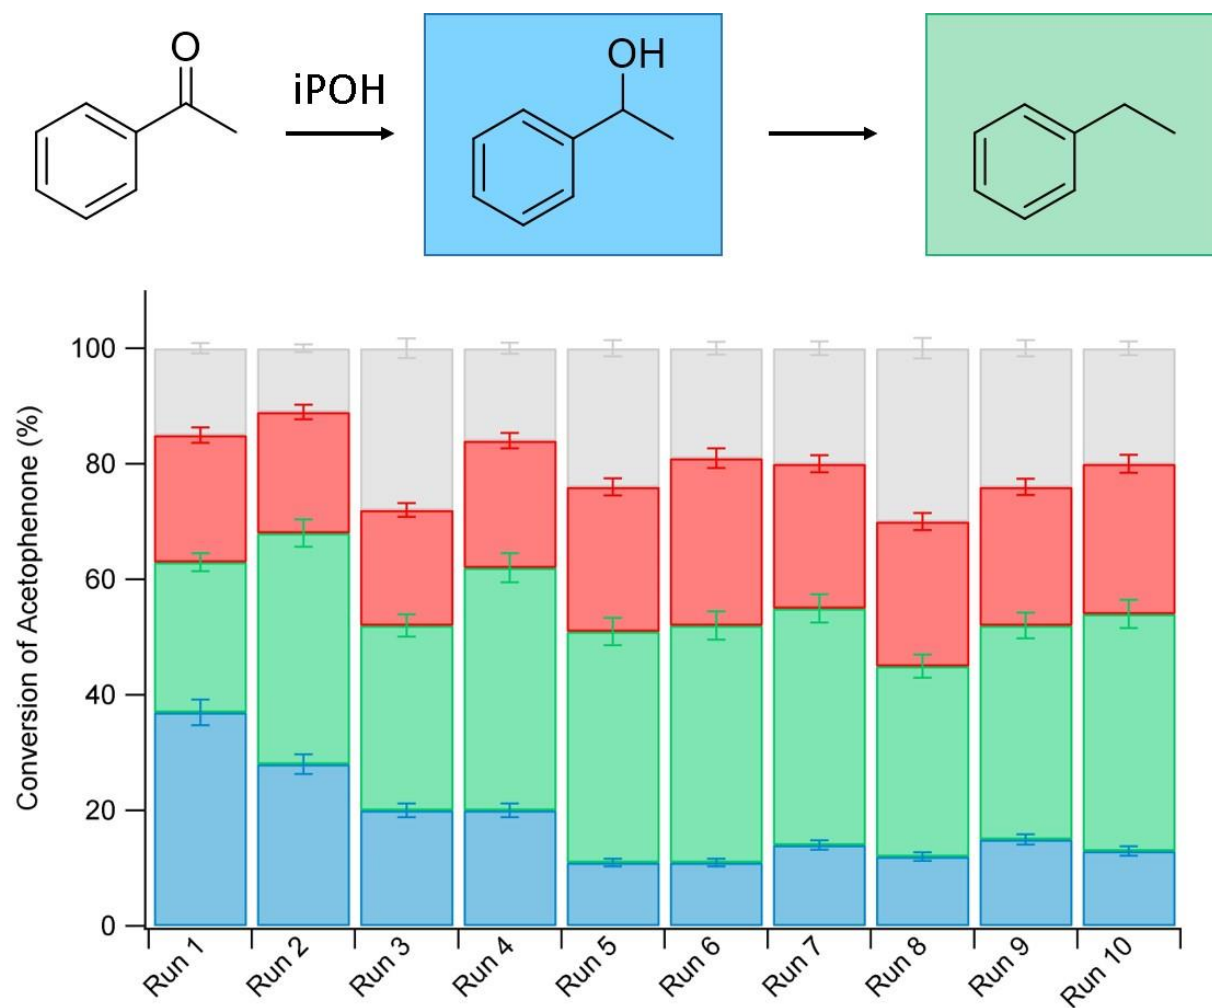 O
iPOH
OH
Conversion of Acetophenone (%)
100
80
60
40
20
0
Run 1
Run 2
Run 3
Run 4
Run 5
Run 6
Run 7
Run 8
Run 9
Run 10